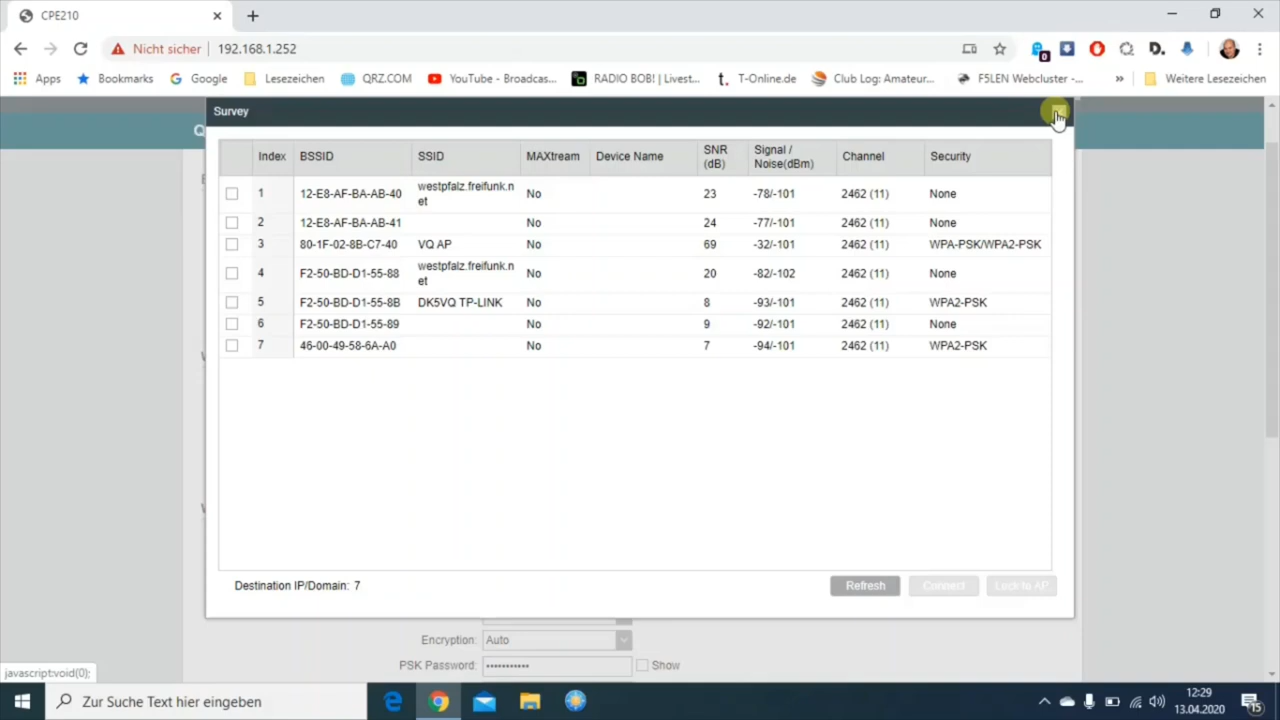 CPE210
Nicht sicher 192.168.1.252
0
Apps Bookmarks Google Lesezeichen QRZ.COM YouTube - Broadcas... RADIO BOB! | Livest... T-Online.de Club Log: Amateur... F5LEN Webcluster -... » Weitere Lesezeichen
Survey
Index BSSID SSID MAXtream Device Name SNR (dB) Signal / Noise(dBm) Channel Security
1 12-E8-AF-BA-AB-40 westpfalz.freifunk.n et No 23 -78/-101 2462 (11) None
2 12-E8-AF-BA-AB-41 No 24 -77/-101 2462 (11) None
3 80-1F-02-8B-C7-40 VQ AP No 69 -32/-101 2462 (11) WPA-PSK/WPA2-PSK
4 F2-50-BD-D1-55-88 westpfalz.freifunk.n et No 20 -82/-102 2462 (11) None
5 F2-50-BD-D1-55-8B DK5VQ TP-LINK No 8 -93/-101 2462 (11) WPA2-PSK
6 F2-50-BD-D1-55-89 No 9 -92/-101 2462 (11) None
7 46-00-49-58-6A-A0 No 7 -94/-101 2462 (11) WPA2-PSK
Destination IP/Domain: 7 Refresh Connect Lock to AP
Encryption: Auto
PSK Password: ••••••••••• Show
javascript:void(0);
Zur Suche Text hier eingeben
12:29
13.04.2020
15